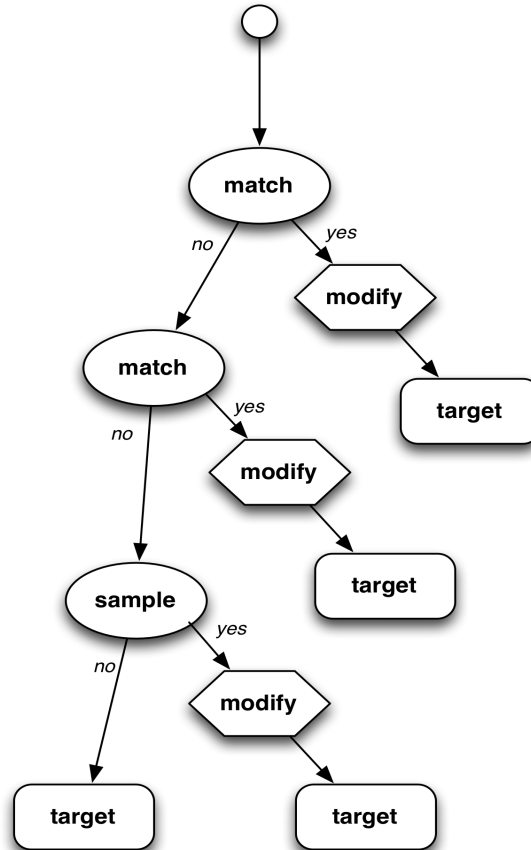 match
no
yes
modify
match
target
no
yes
modify
target
sample
yes
no
modify
target
target